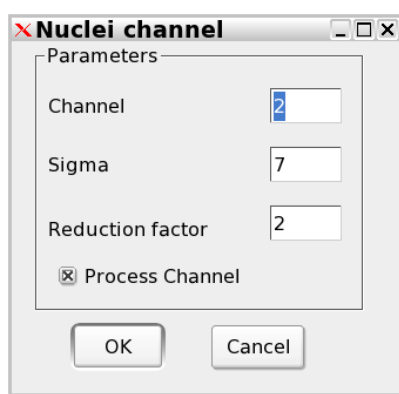 Nuclei channel
Parameters
Channel 2
Sigma 7
Reduction factor 2
Process Channel
OK Cancel